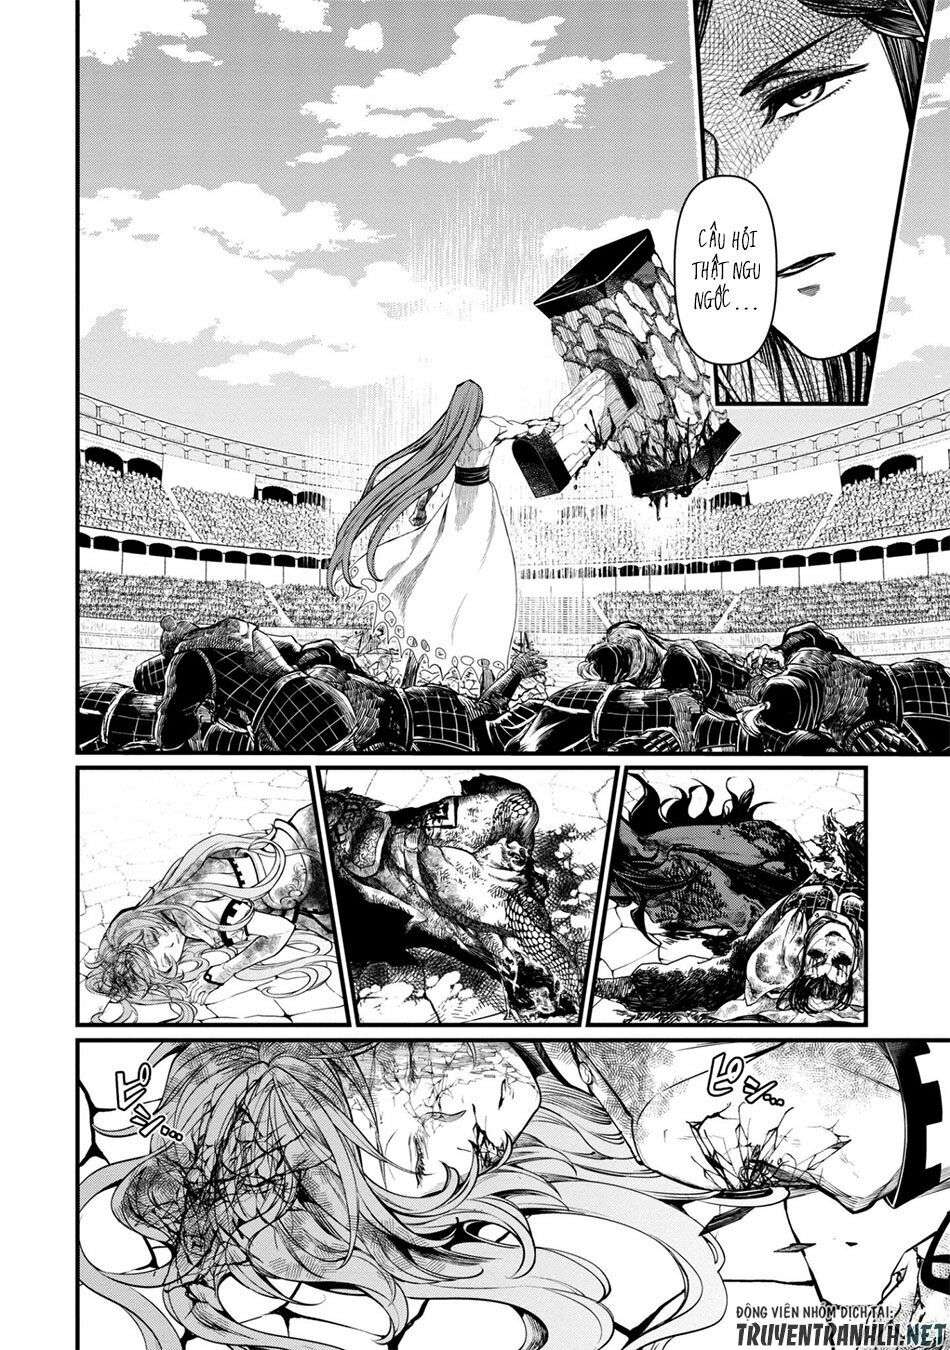 CÂU HỎI
THẬT NGU
NGỐC ...
ピシ...
ピシ...
ĐỘNG VIÊN NHÓM DỊCH TẠI:
TRUYENTRANHLH.NET